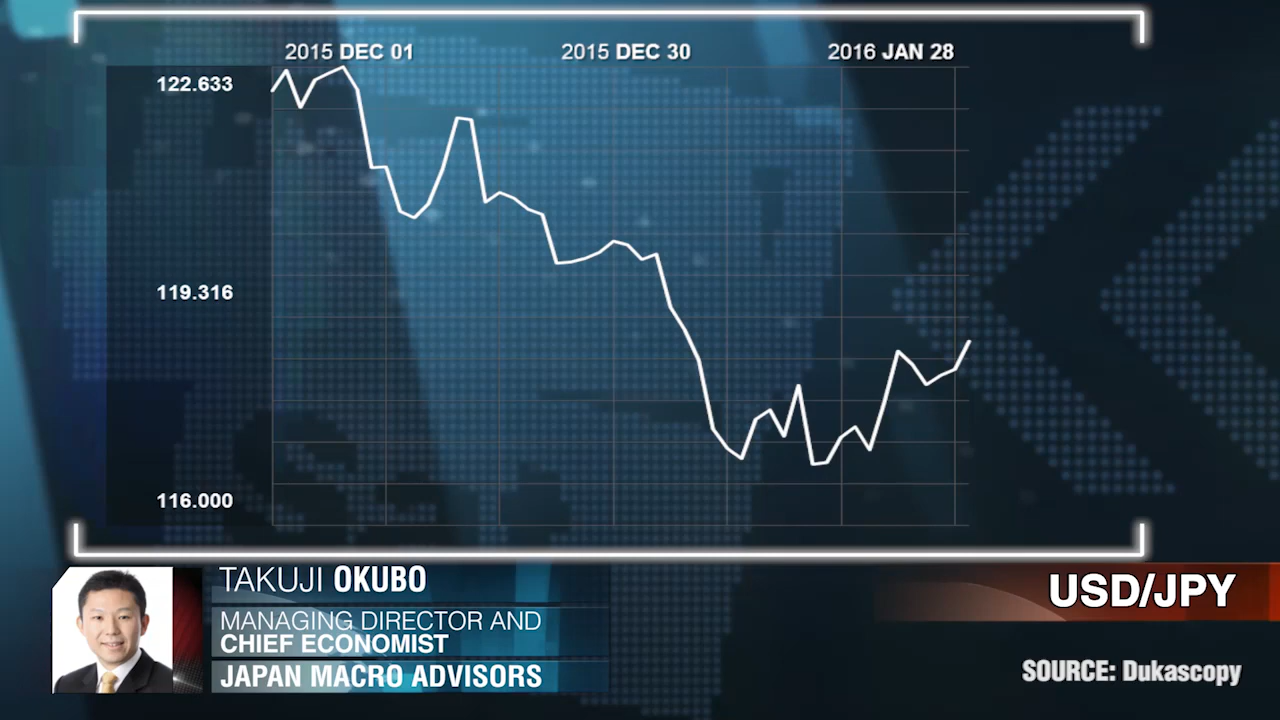 2015 DEC 01
2015 DEC 30
2016 JAN 28
122.633
119.316
116.000
TAKUJI OKUBO
MANAGING DIRECTOR AND
CHIEF ECONOMIST
JAPAN MACRO ADVISORS
USD/JPY
SOURCE: Dukascopy